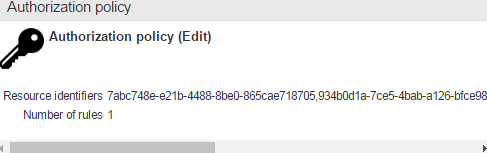 Authorization policy
Authorization policy (Edit)
Resource identifiers 7abc748e-e21b-4488-8be0-865cae718705,934b0d1a-7ce5-4bab-a126-bfce98
Number of rules 1